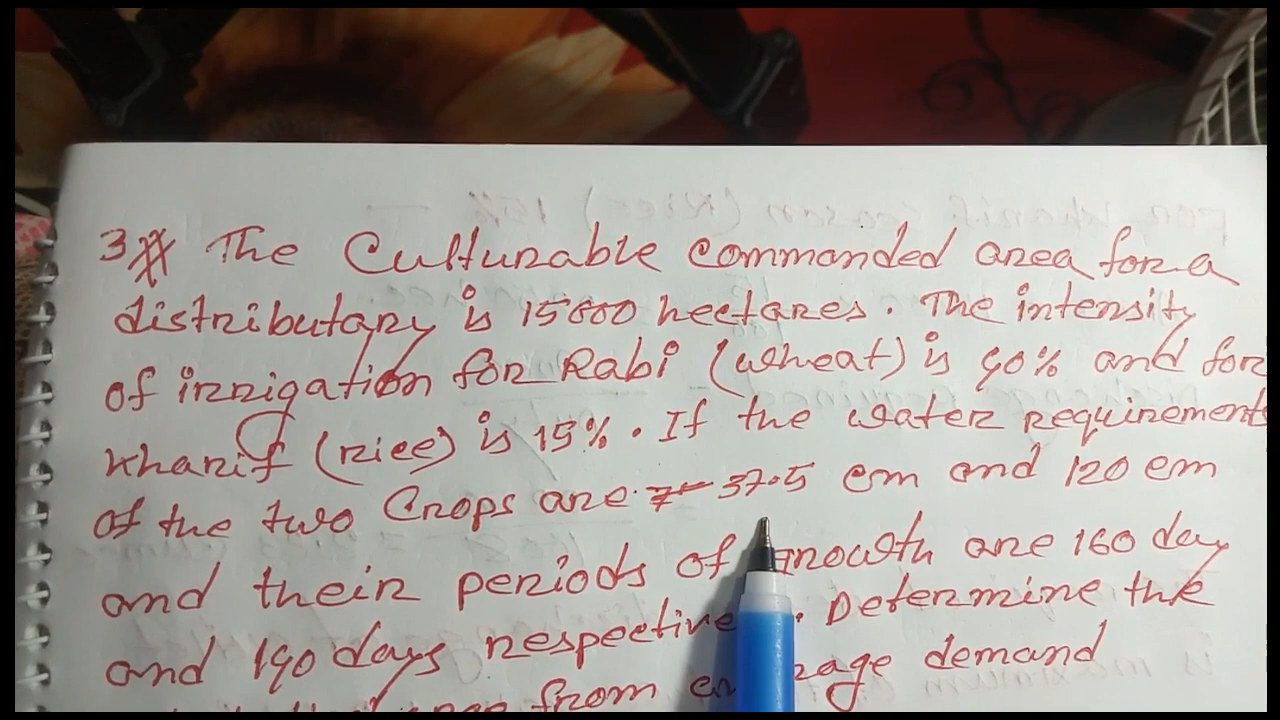 3# The Culturable commanded area for a
distributary is 15000 hectares. The intensity
of irrigation for Rabi (wheat) is 40% and for
kharif (rice) is 15%. If the water requirements
of the two Crops are 37.5 cm and 120 cm
and their periods of growth are 160 day
and 140 days respective. Determine the
from demand